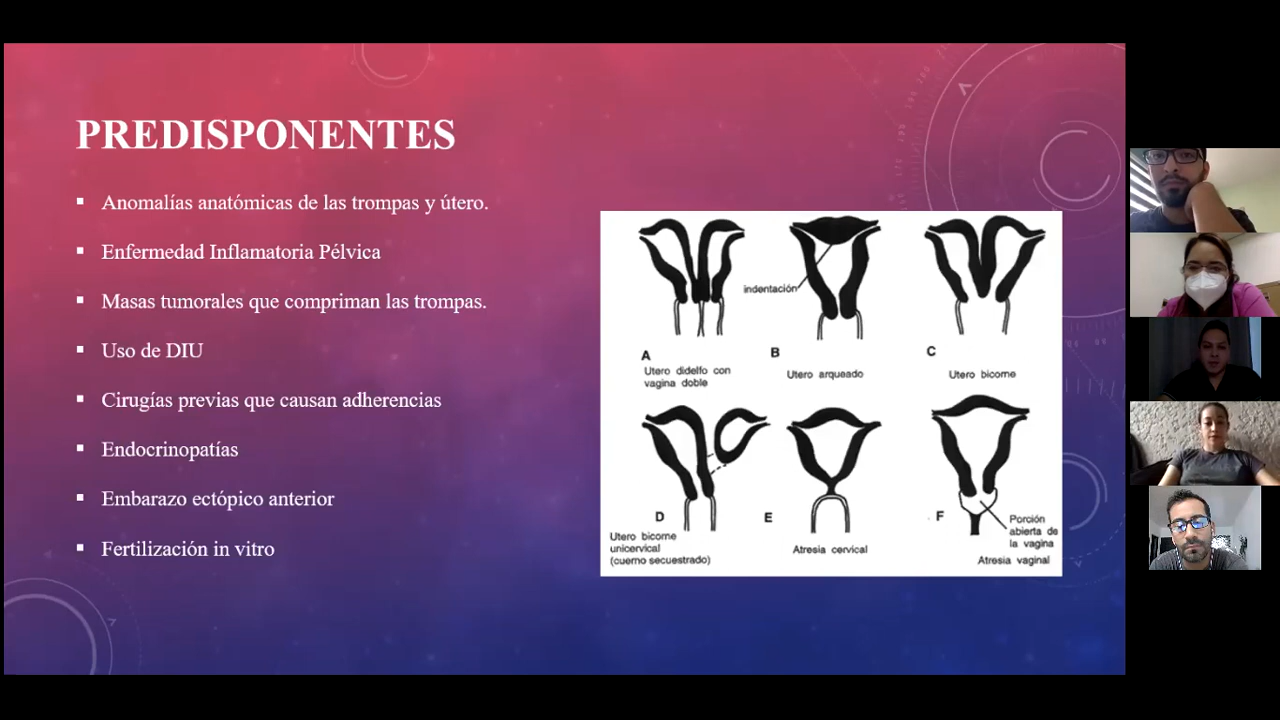 PREDISPONENTES
Anomalías anatómicas de las trompas y útero.
Enfermedad Inflamatoria Pélvica
Masas tumorales que compriman las trompas.
Uso de DIU
Cirugías previas que causan adherencias
Endocrinopatías
Embarazo ectópico anterior
Fertilización in vitro
indentación
A
Utero didelfo con
vagina doble
B
Utero arqueado
C
Utero bicorne
D
Utero bicorne
unicervical
(cuerno secuestrado)
E
Atresia cervical
F
Porción
abierta de
la vagina
Atresia vaginal